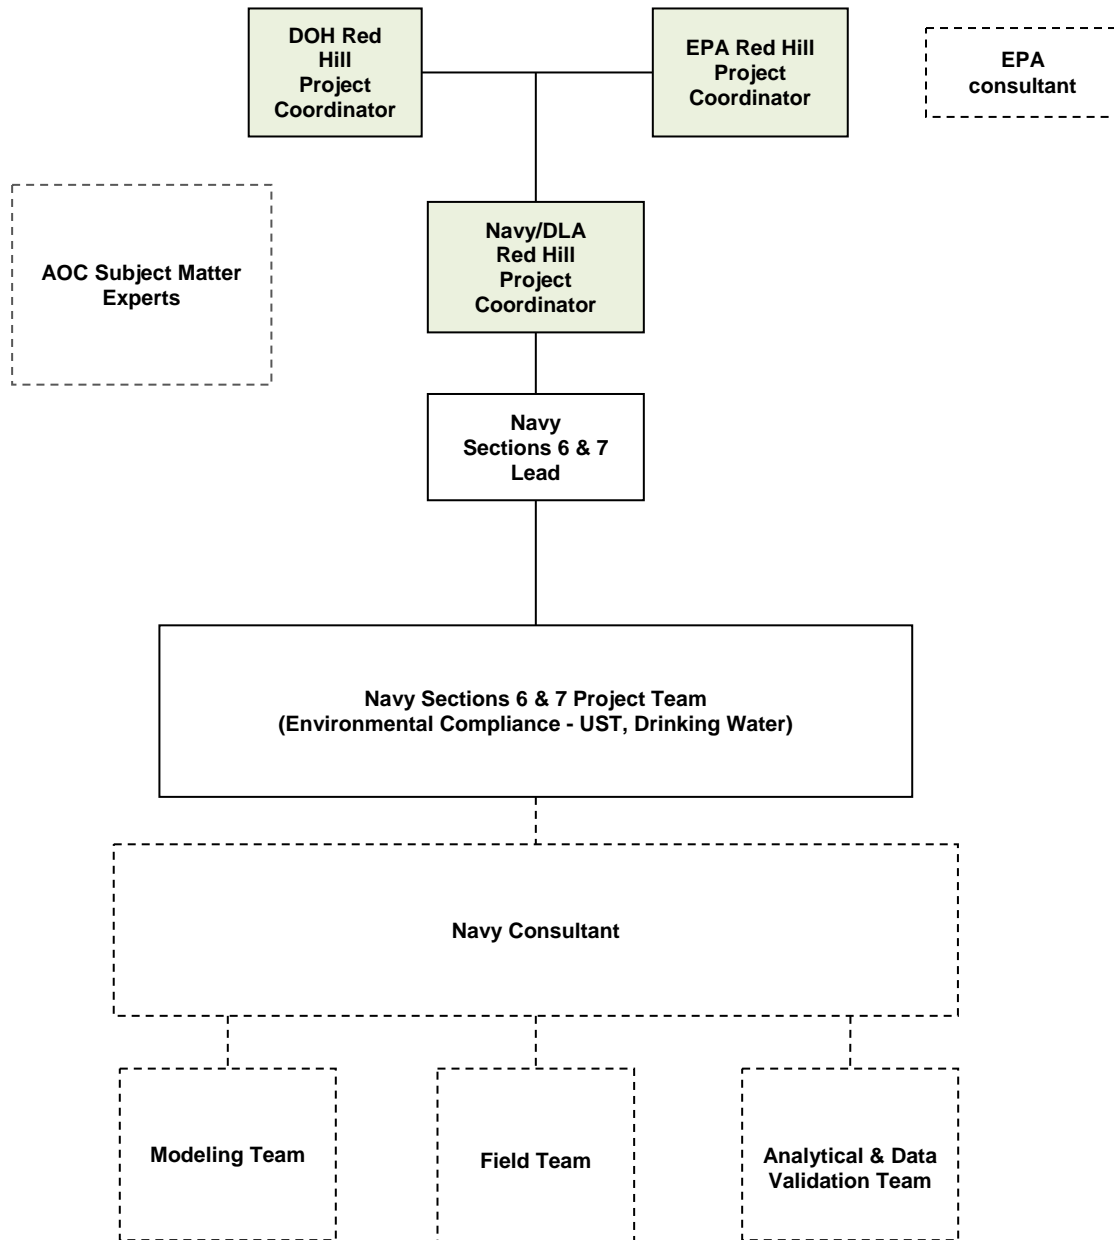 DOH Red
Hill
Project
Coordinator
EPA Red Hill
Project
Coordinator
EPA
consultant
AOC Subject Matter
Experts
Navy/DLA
Red Hill
Project
Coordinator
Navy
Sections 6 & 7
Lead
Navy Sections 6 & 7 Project Team
(Environmental Compliance - UST, Drinking Water)
Navy Consultant
Modeling Team
Field Team
Analytical & Data
Validation Team